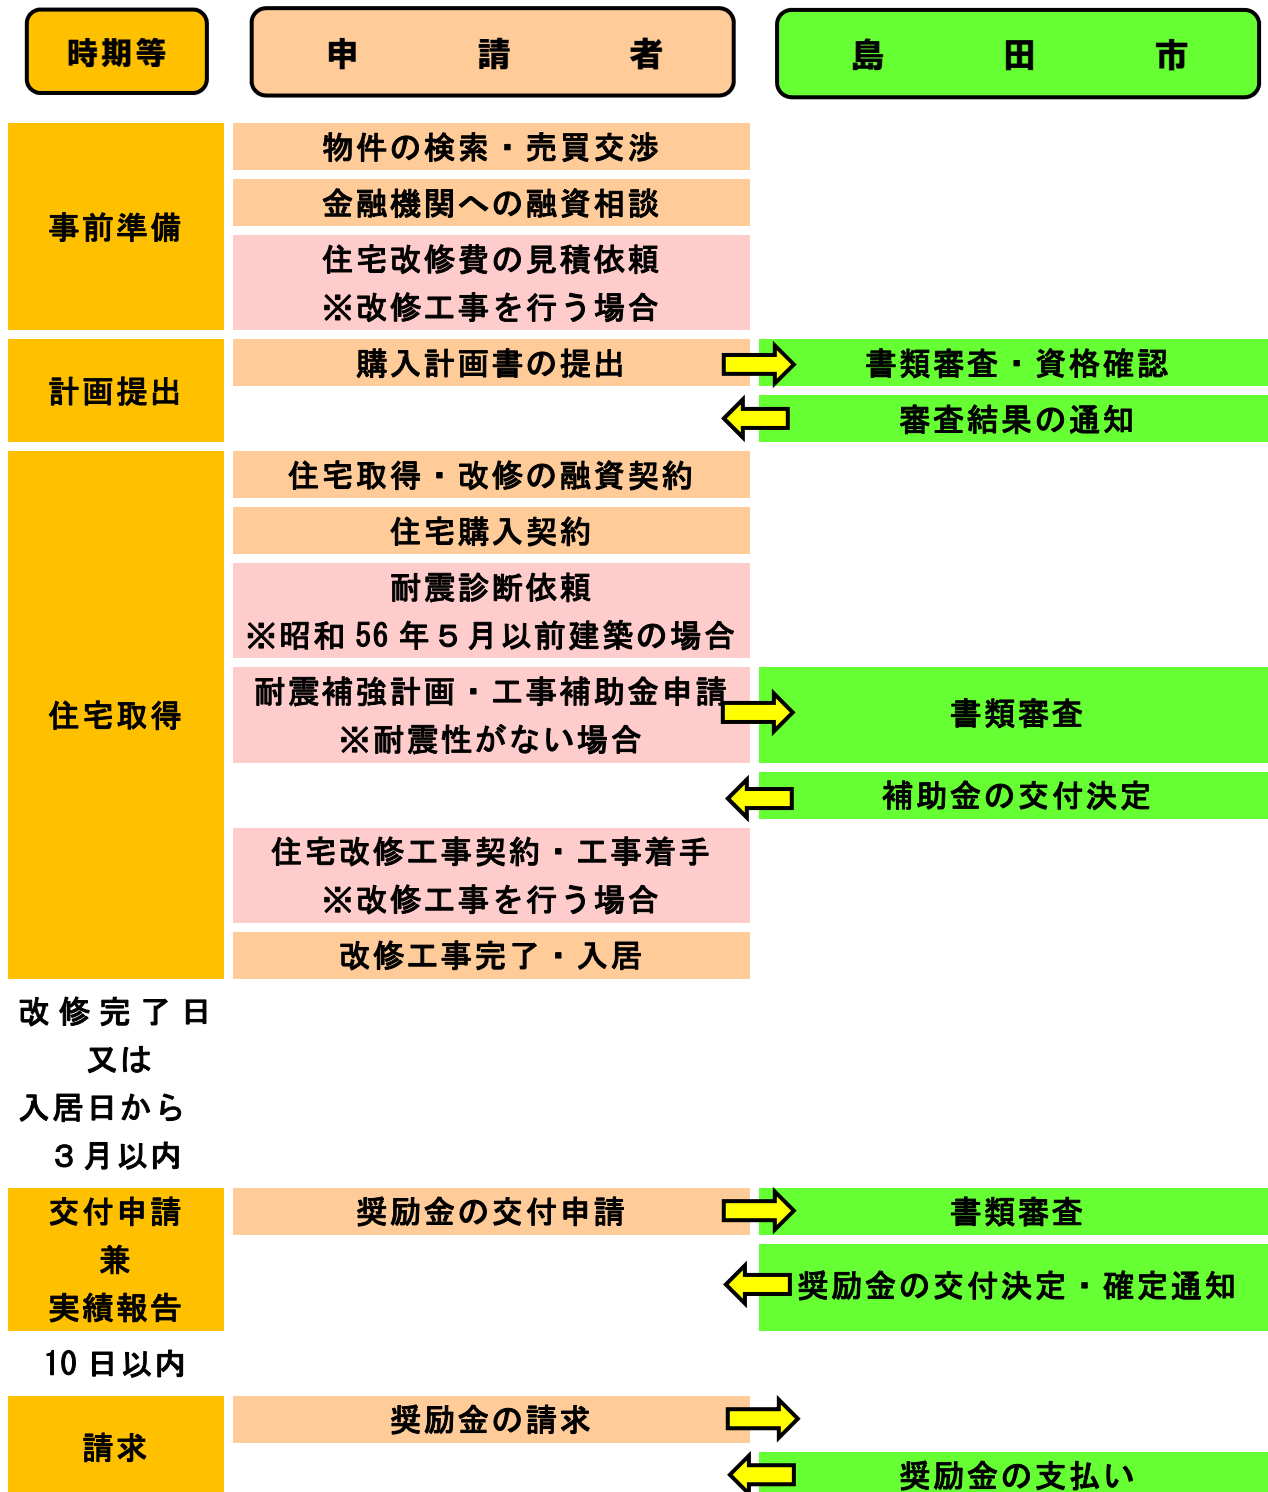 時期等
申請者
島田市
事前準備
物件の検索・売買交渉
金融機関への融資相談
住宅改修費の見積依頼
※改修工事を行う場合
計画提出
購入計画書の提出
書類審査・資格確認
審査結果の通知
住宅取得
住宅取得・改修の融資契約
住宅購入契約
耐震診断依頼
※昭和56年5月以前建築の場合
耐震補強計画・工事補助金申請
※耐震性がない場合
書類審査
補助金の交付決定
住宅改修工事契約・工事着手
※改修工事を行う場合
改修工事完了・入居
改修完了日
又は
入居日から
3月以内
交付申請
兼
実績報告
奨励金の交付申請
書類審査
奨励金の交付決定・確定通知
10日以内
請求
奨励金の請求
奨励金の支払い